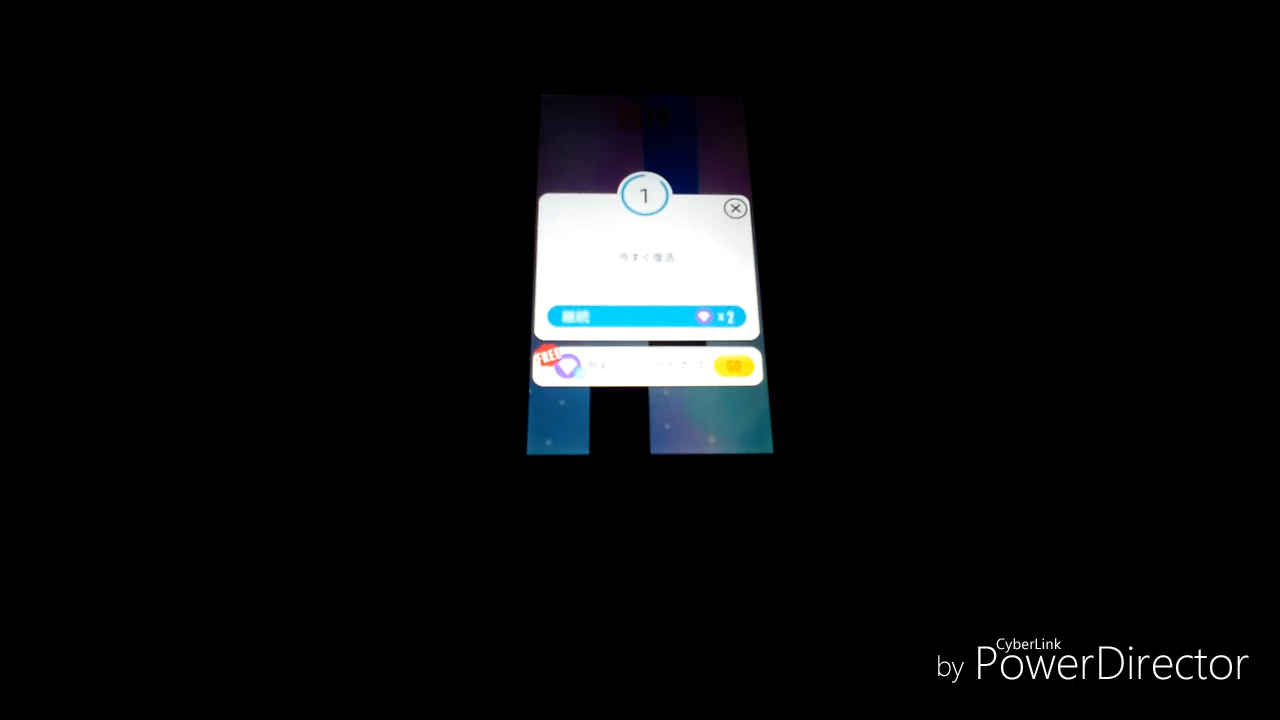 1
今すぐ復活
継続 ×2
FREE
GO
CyberLink
by PowerDirector